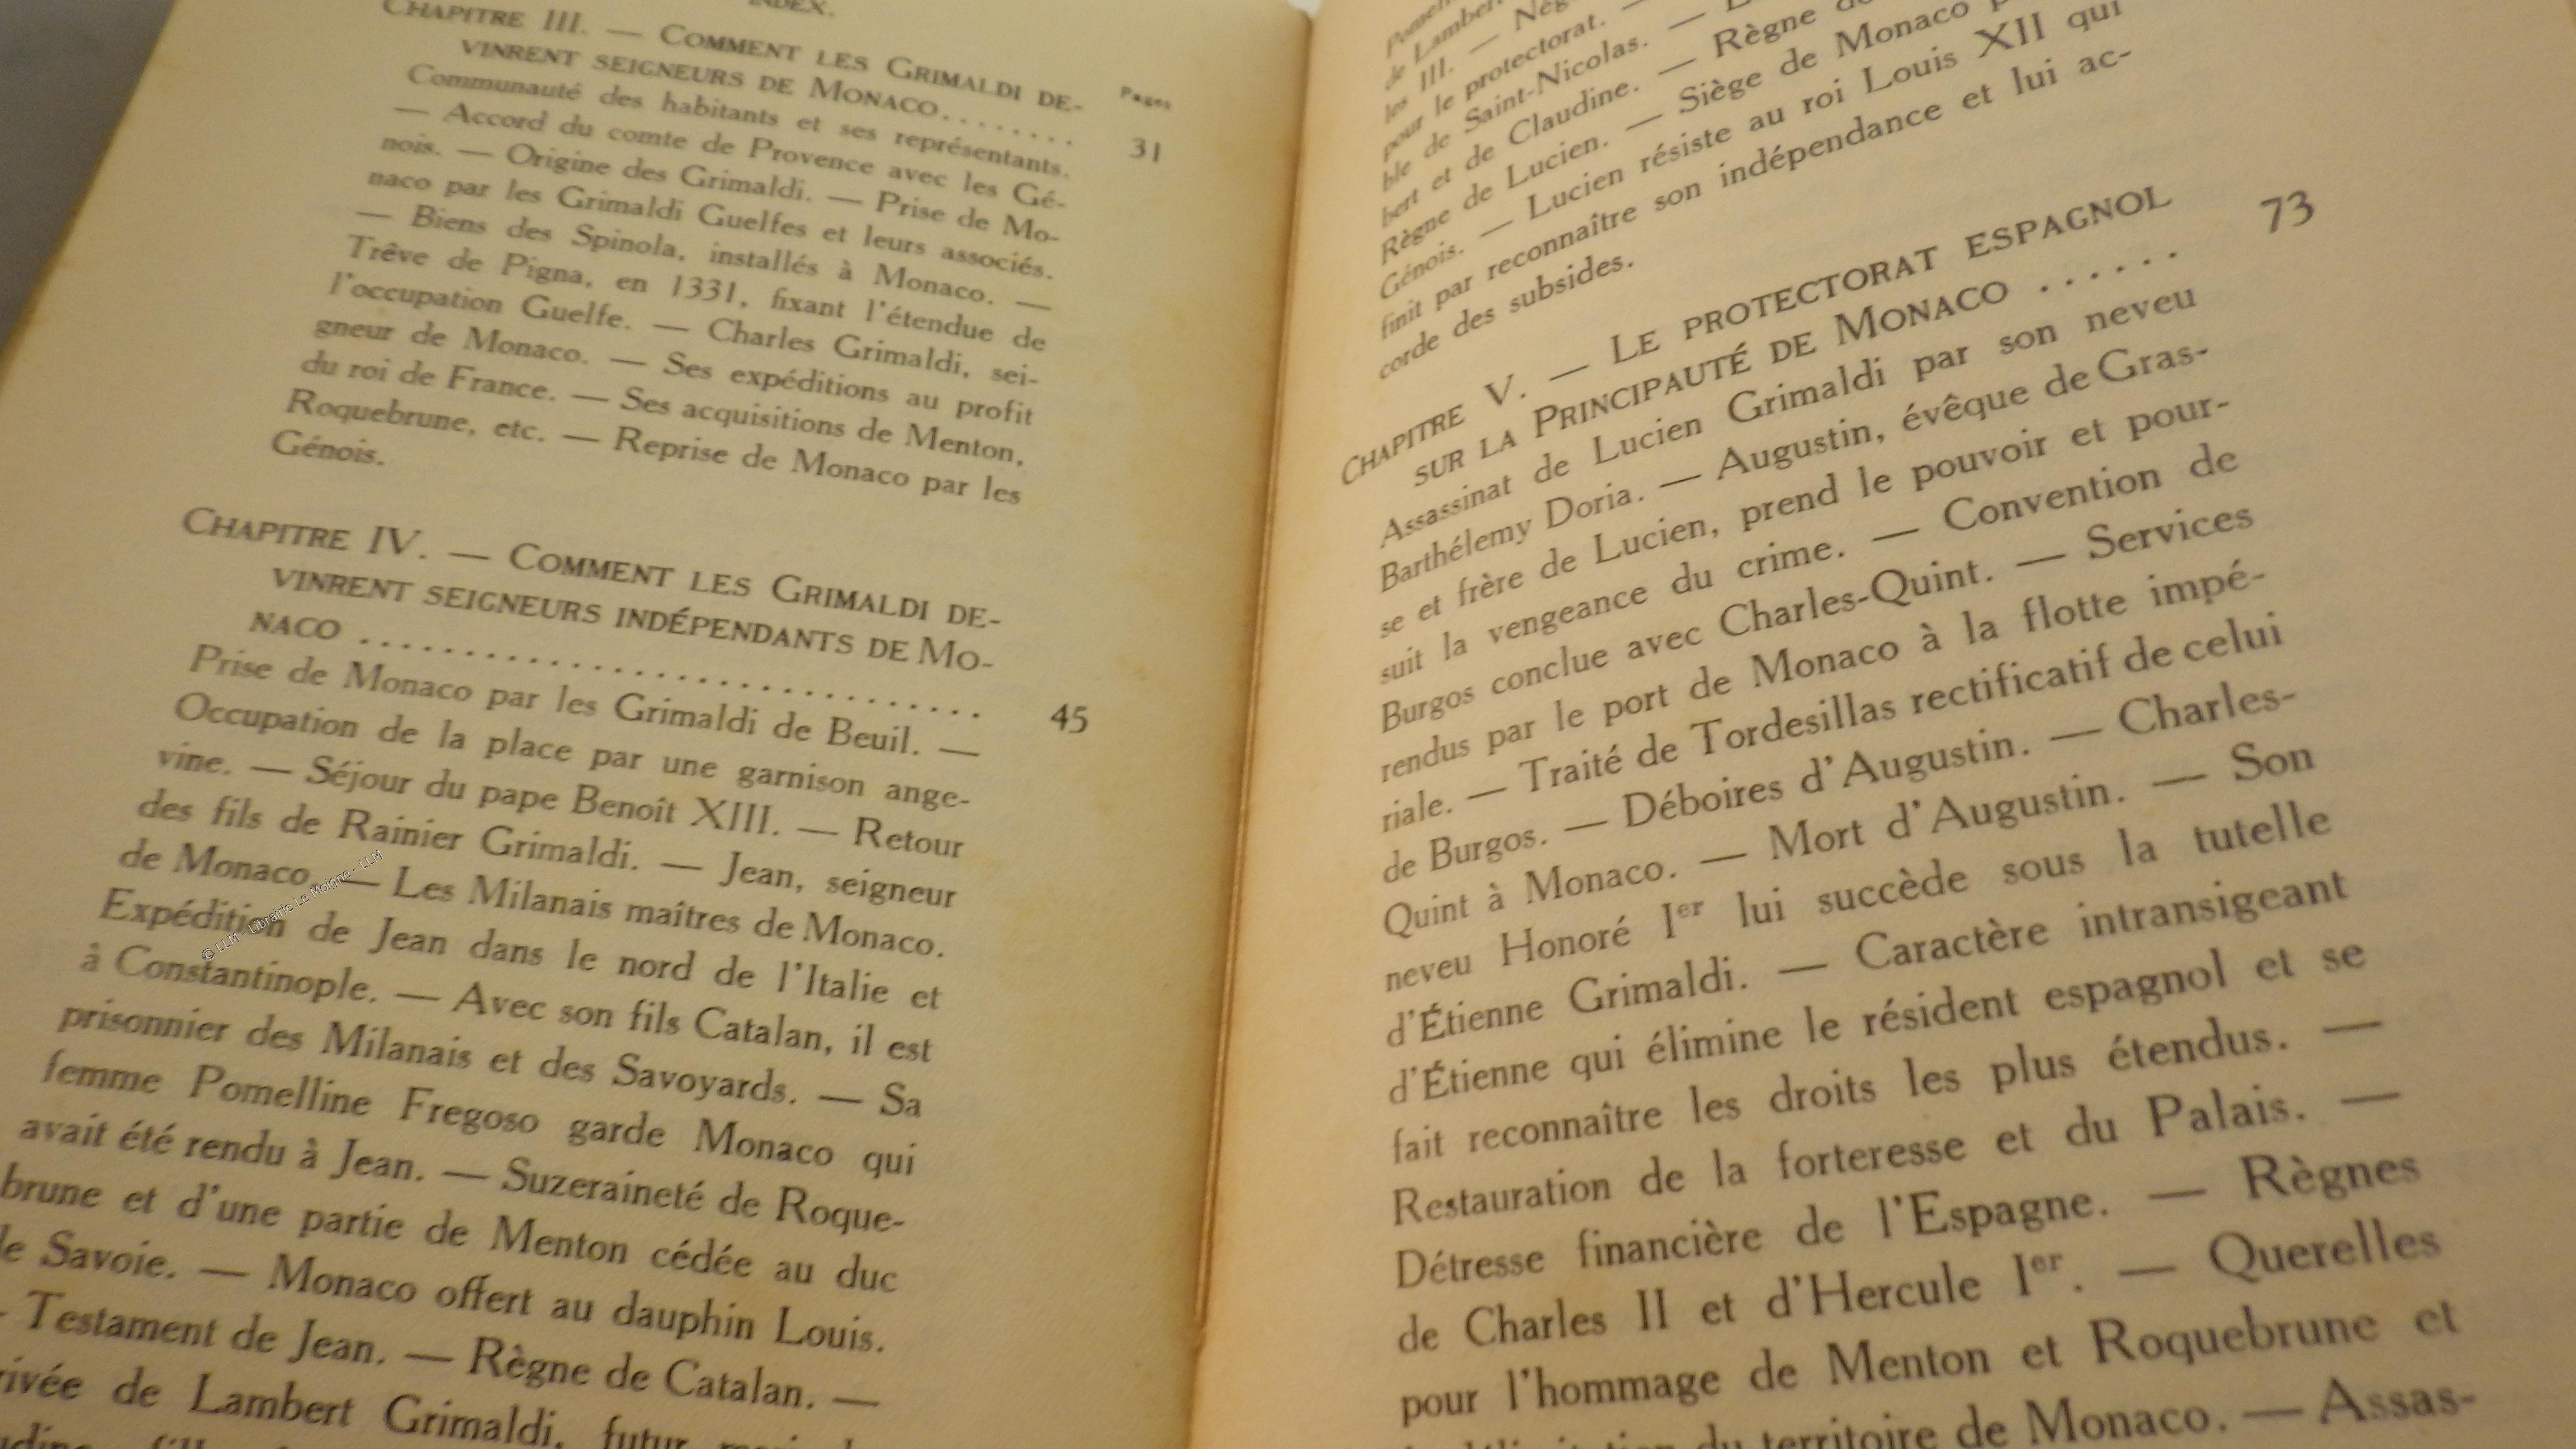 INDEX.
Pages
CHAPITRE III. — COMMENT LES GRIMALDI DE-
VINRENT SEIGNEURS DE MONACO........ 31
Communauté des habitants et ses représentants.
— Accord du comte de Provence avec les Gé-
nois. — Origine des Grimaldi. — Prise de Mo-
naco par les Grimaldi Guelfes et leurs associés.
— Biens des Spinola, installés à Monaco. —
Trêve de Pigna, en 1331, fixant l'étendue de
l'occupation Guelfe. — Charles Grimaldi, sei-
gneur de Monaco. — Ses expéditions au profit
du roi de France. — Ses acquisitions de Menton,
Roquebrune, etc. — Reprise de Monaco par les
Génois.
CHAPITRE IV. — COMMENT LES GRIMALDI DE-
VINRENT SEIGNEURS INDÉPENDANTS DE MO-
NACO .............................. 45
Prise de Monaco par les Grimaldi de Beuil. —
Occupation de la place par une garnison ange-
vine. — Séjour du pape Benoît XIII. — Retour
des fils de Rainier Grimaldi. — Jean, seigneur
de Monaco. — Les Milanais maîtres de Monaco.
Expédition de Jean dans le nord de l'Italie et
à Constantinople. — Avec son fils Catalan, il est
prisonnier des Milanais et des Savoyards. — Sa
femme Pomelline Fregoso garde Monaco qui
avait été rendu à Jean. — Suzeraineté de Roque-
brune et d'une partie de Menton cédée au duc
de Savoie. — Monaco offert au dauphin Louis.
- Testament de Jean. — Règne de Catalan. —
de Lambert Grimaldi, futur
© LLM - Librairie Le Moigne - LLM
de Lambert
les III. —
pour le protectorat. —
ble de Saint-Nicolas. —
bert et de Claudine. — Règne de
Règne de Lucien. — Siège de Monaco
Génois. — Lucien résiste au roi Louis XII qui
finit par reconnaître son indépendance et lui ac-
corde des subsides.
CHAPITRE V. — LE PROTECTORAT ESPAGNOL
SUR LA PRINCIPAUTÉ DE MONACO ...... 73
Assassinat de Lucien Grimaldi par son neveu
Barthélemy Doria. — Augustin, évêque de Gras-
se et frère de Lucien, prend le pouvoir et pour-
suit la vengeance du crime. — Convention de
Burgos conclue avec Charles-Quint. — Services
rendus par le port de Monaco à la flotte impé-
riale. — Traité de Tordesillas rectificatif de celui
de Burgos. — Déboires d'Augustin. — Charles-
Quint à Monaco. — Mort d'Augustin. — Son
neveu Honoré Ier lui succède sous la tutelle
d'Étienne Grimaldi. — Caractère intransigeant
d'Étienne qui élimine le résident espagnol et se
fait reconnaître les droits les plus étendus. —
Restauration de la forteresse et du Palais. —
Détresse financière de l'Espagne. — Règnes
de Charles II et d'Hercule Ier. — Querelles
pour l'hommage de Menton et Roquebrune et
du territoire de Monaco. — Assas-